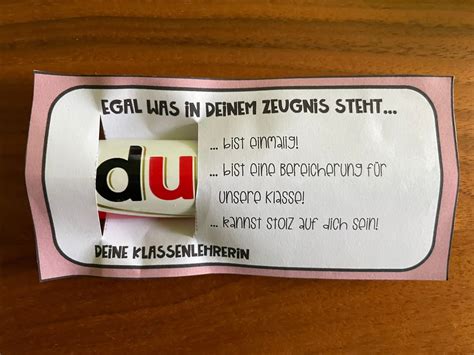 EGAL WAS IN DEINEM ZEUGNIS STEHT...
... bist einmalig!
du
... bist eine Bereicherung für
unsere Klasse!
... kannst stolz auf dich sein!
DEINE KLASSENLEHRERIN